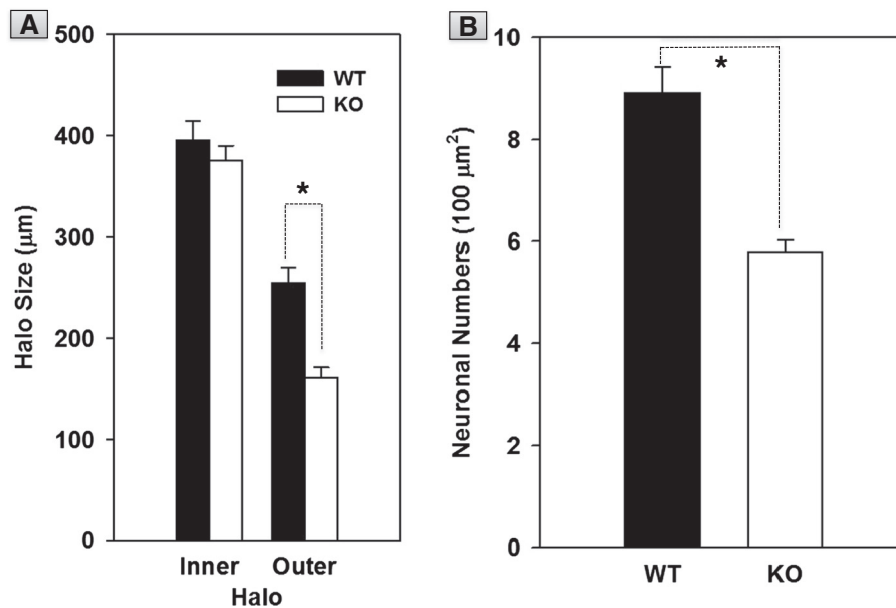 A
500
400
300
200
100
0
Halo Size (μm)
WT
KO
*
Inner Outer
Halo
B
10
8
6
4
2
0
Neuronal Numbers (100 μm²)
*
WT KO